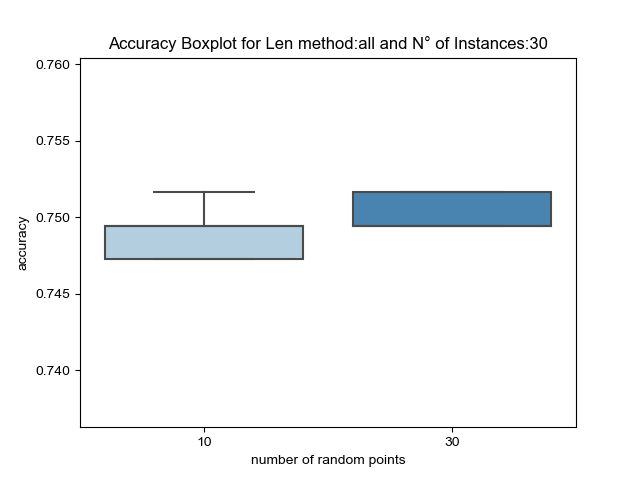 Accuracy Boxplot for Len method:all and N° of Instances:30
0.760
0.755
0.750
0.745
0.740
accuracy
10 30
number of random points